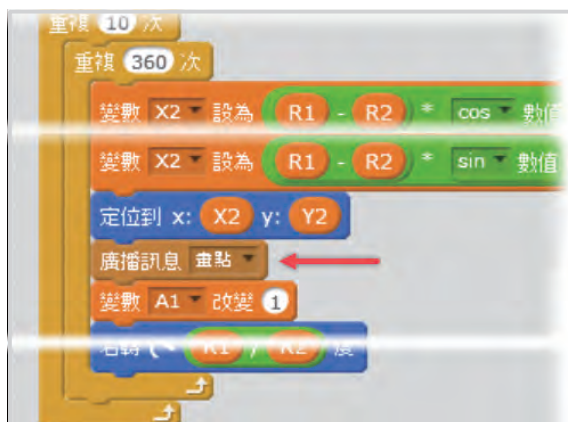 重複 10 次
重複 360 次
變數 X2 設為 R1 - R2 * cos 數值
變數 X2 設為 R1 - R2 * sin 數值
定位到 x: X2 y: Y2
廣播訊息 畫點
變數 A1 改變 1
右轉 R1 / R2 度